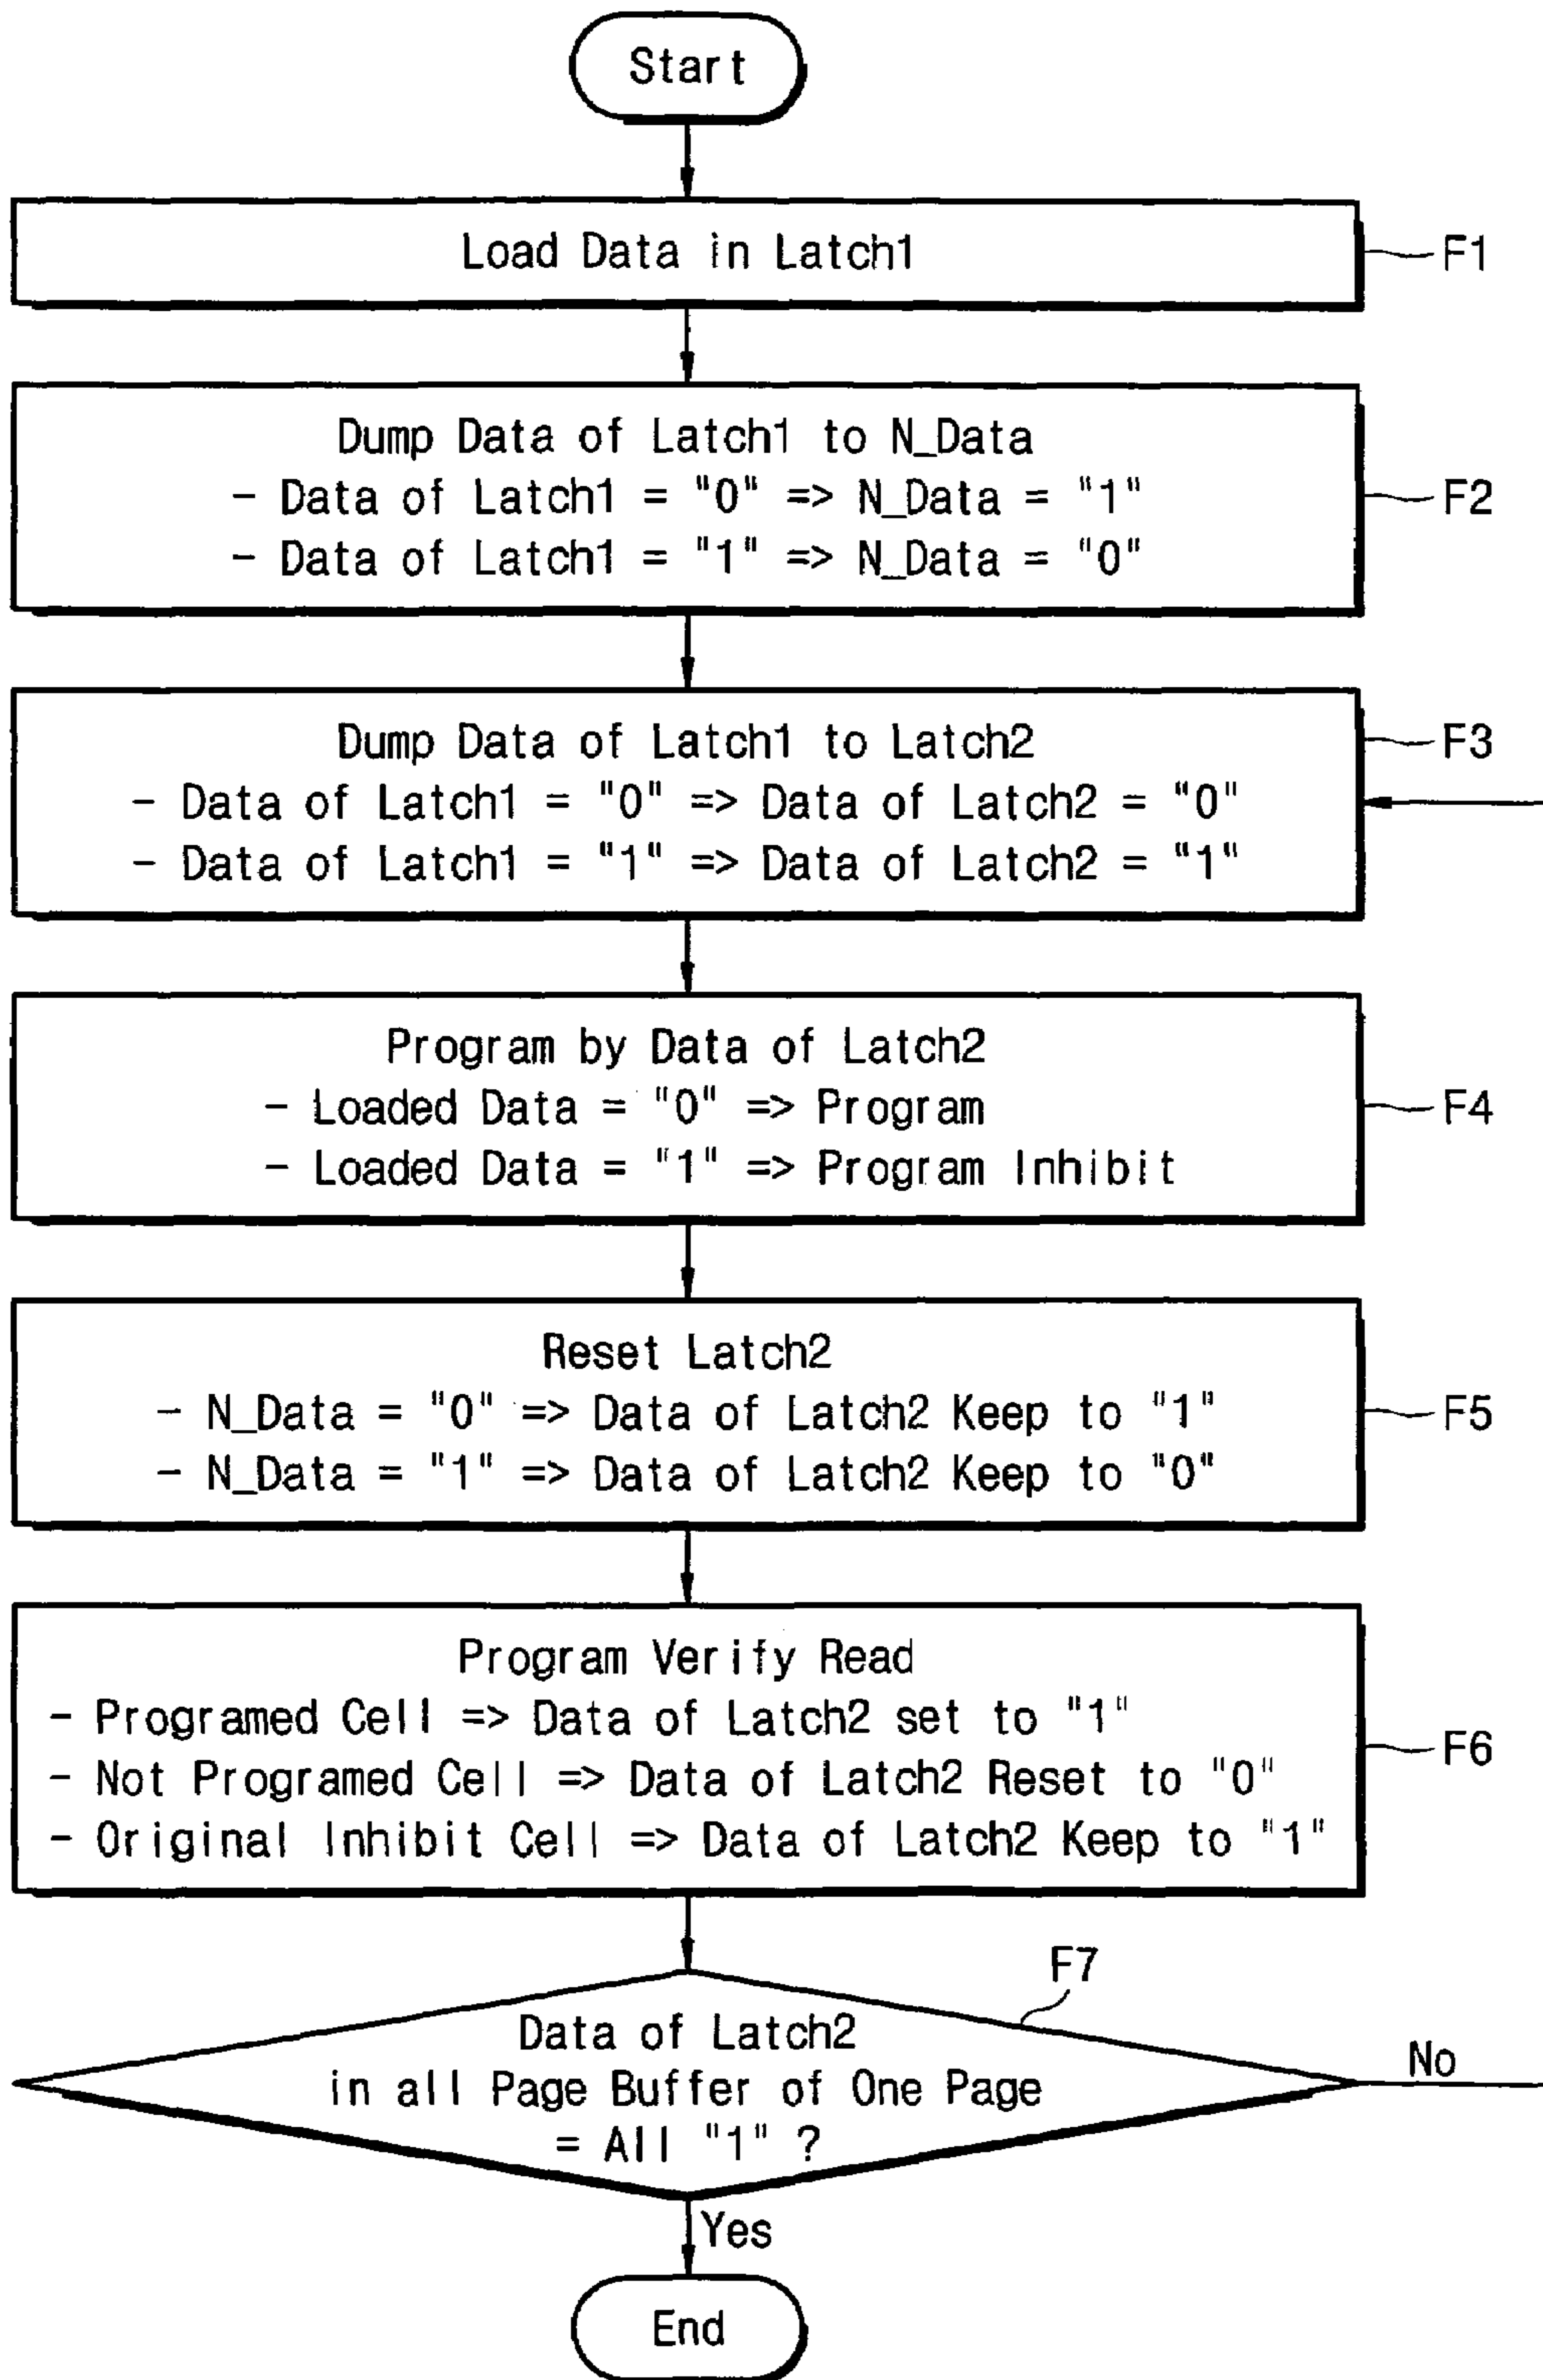 Start
Load Data in Latch1
F1
Dump Data of Latch1 to N_Data
- Data of Latch1 = "0" => N_Data = "1"
- Data of Latch1 = "1" => N_Data = "0"
F2
Dump Data of Latch1 to Latch2
- Data of Latch1 = "0" => Data of Latch2 = "0"
- Data of Latch1 = "1" => Data of Latch2 = "1"
F3
Program by Data of Latch2
- Loaded Data = "0" => Program
- Loaded Data = "1" => Program Inhibit
F4
Reset Latch2
- N_Data = "0" => Data of Latch2 Keep to "1"
- N_Data = "1" => Data of Latch2 Keep to "0"
F5
Program Verify Read
- Programed Cell => Data of Latch2 set to "1"
- Not Programed Cell => Data of Latch2 Reset to "0"
- Original Inhibit Cell => Data of Latch2 Keep to "1"
F6
F7
Data of Latch2
in all Page Buffer of One Page
= All "1" ?
No
Yes
End